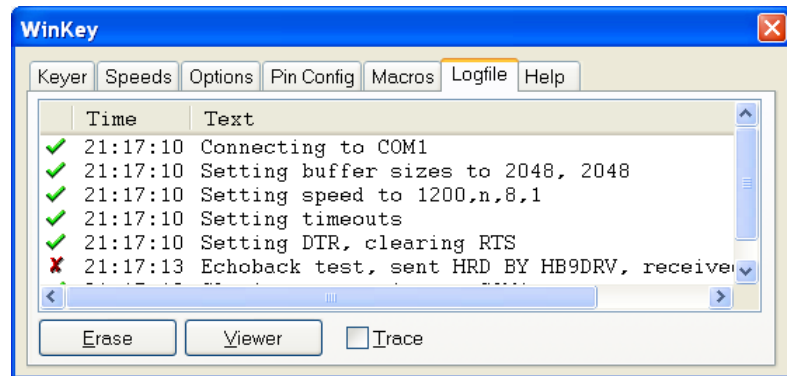 WinKey
Keyer Speeds Options Pin Config Macros Logfile Help
Time Text
21:17:10 Connecting to COM1
21:17:10 Setting buffer sizes to 2048, 2048
21:17:10 Setting speed to 1200,n,8,1
21:17:10 Setting timeouts
21:17:10 Setting DTR, clearing RTS
21:17:13 Echoback test, sent HRD BY HB9DRV, receive
Erase Viewer Trace